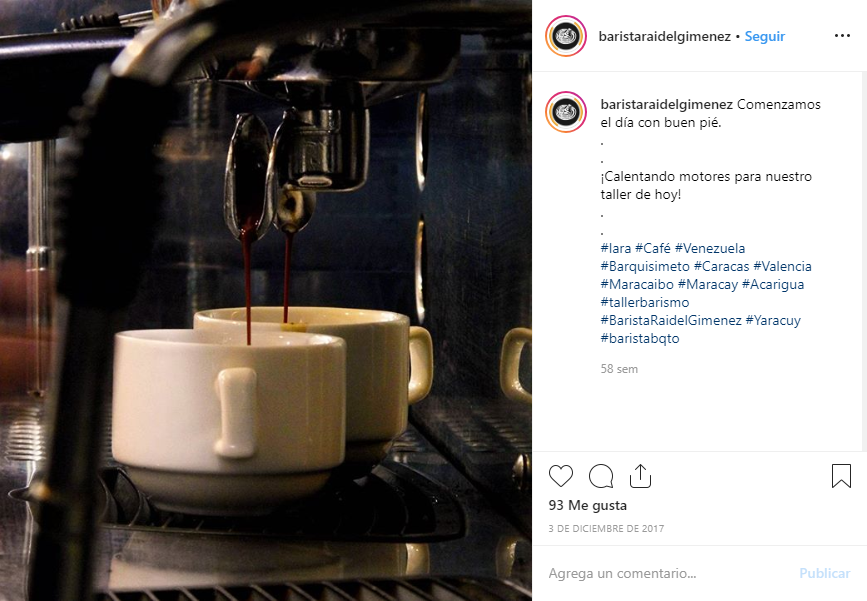 baristaraidelgimenez • Seguir
baristaraidelgimenez Comenzamos
el día con buen pié.
.
.
¡Calentando motores para nuestro
taller de hoy!
.
.
#lara #Café #Venezuela
#Barquisimeto #Caracas #Valencia
#Maracaibo #Maracay #Acarigua
#tallerbarismo
#BaristaRaidelGimenez #Yaracuy
#baristabqto
58 sem
93 Me gusta
3 DE DICIEMBRE DE 2017
Agrega un comentario... Publicar